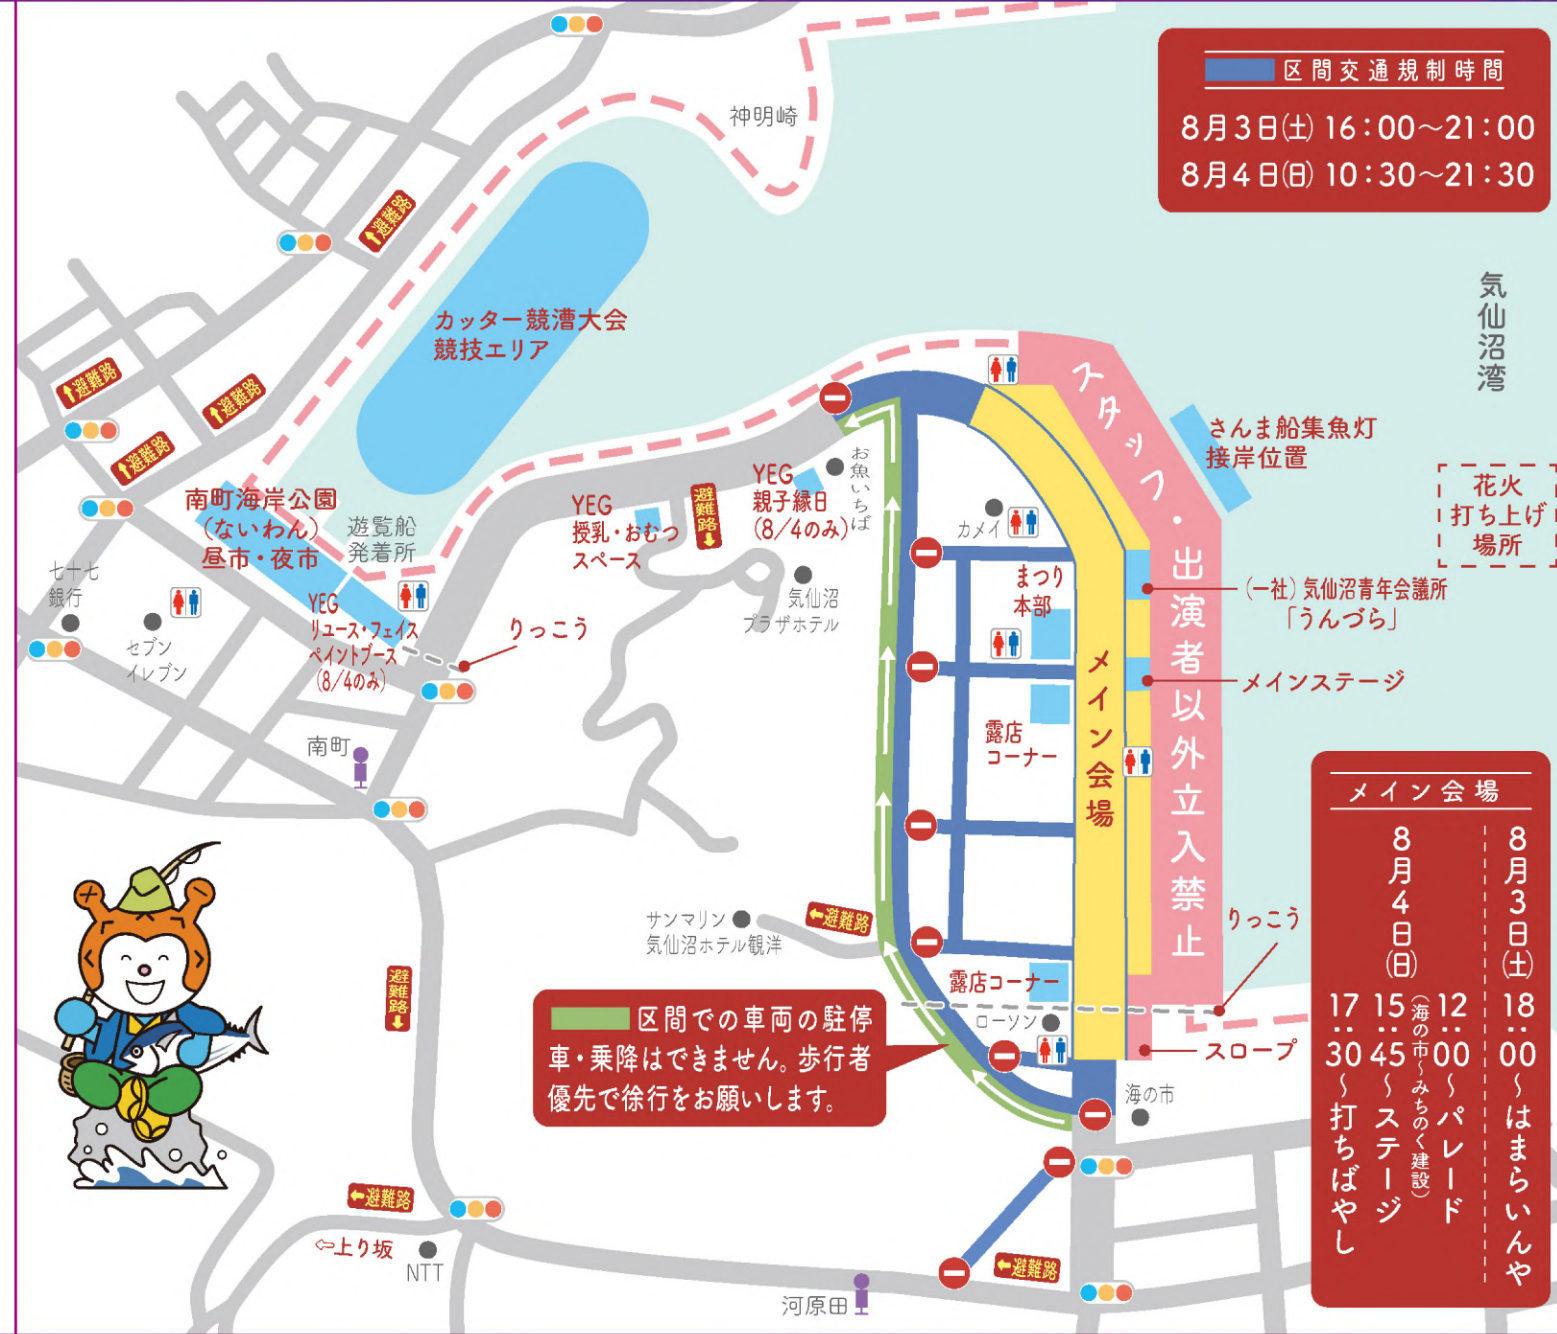 区間交通規制時間
8月3日(土) 16:00～21:00
8月4日(日) 10:30～21:30
神明崎
気仙沼湾
↑避難路
カッター競漕大会
競技エリア
↑避難路
↑避難路
↑避難路
スタッフ・出演者以外立入禁止
さんま船集魚灯
接岸位置
花火
打ち上げ
場所
南町海岸公園
(ないわん)
昼市・夜市
遊覧船
発着所
YEG
授乳・おむつ
スペース
避難路↓
YEG
親子縁日
(8/4のみ)
お魚いちば
カメイ
気仙沼
プラザホテル
まつり
本部
(一社)気仙沼青年会議所
「うんづら」
メインステージ
メイン会場
露店
コーナー
七十七
銀行
セブン
イレブン
YEG
リユース・フェイス
ペイントブース
(8/4のみ)
りっこう
南町
サンマリン
気仙沼ホテル観洋
←避難路
避難路↓
露店コーナー
ローソン
りっこう
スロープ
海の市
区間での車両の駐停
車・乗降はできません。歩行者
優先で徐行をお願いします。
メイン会場
8月3日(土)
18:00～はまらいんや
8月4日(日)
12:00～パレード
(海の市～みちのく建設)
15:45～ステージ
17:30～打ちばやし
←避難路
⇦上り坂
NTT
河原田
←避難路